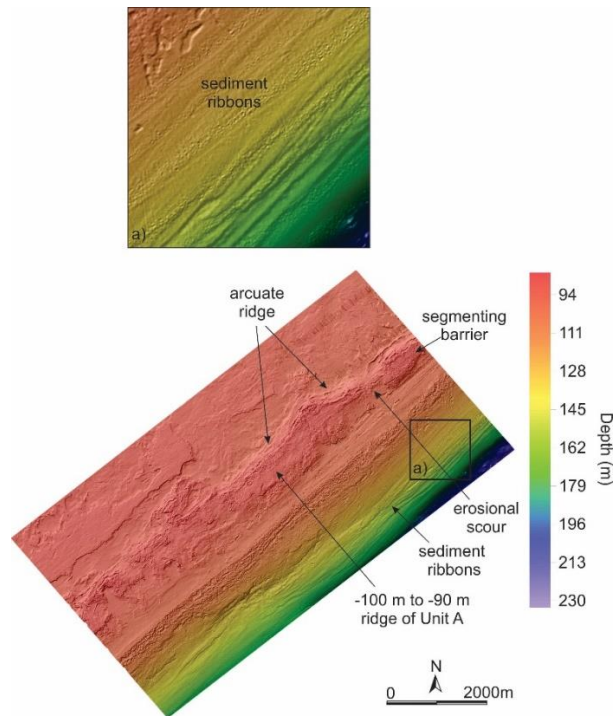 sediment
ribbons
a)
arcuate
ridge
segmenting
barrier
94
111
128
145
162
179
196
213
230
Depth (m)
a)
erosional
scour
sediment
ribbons
-100 m to -90 m
ridge of Unit A
N
0 2000m